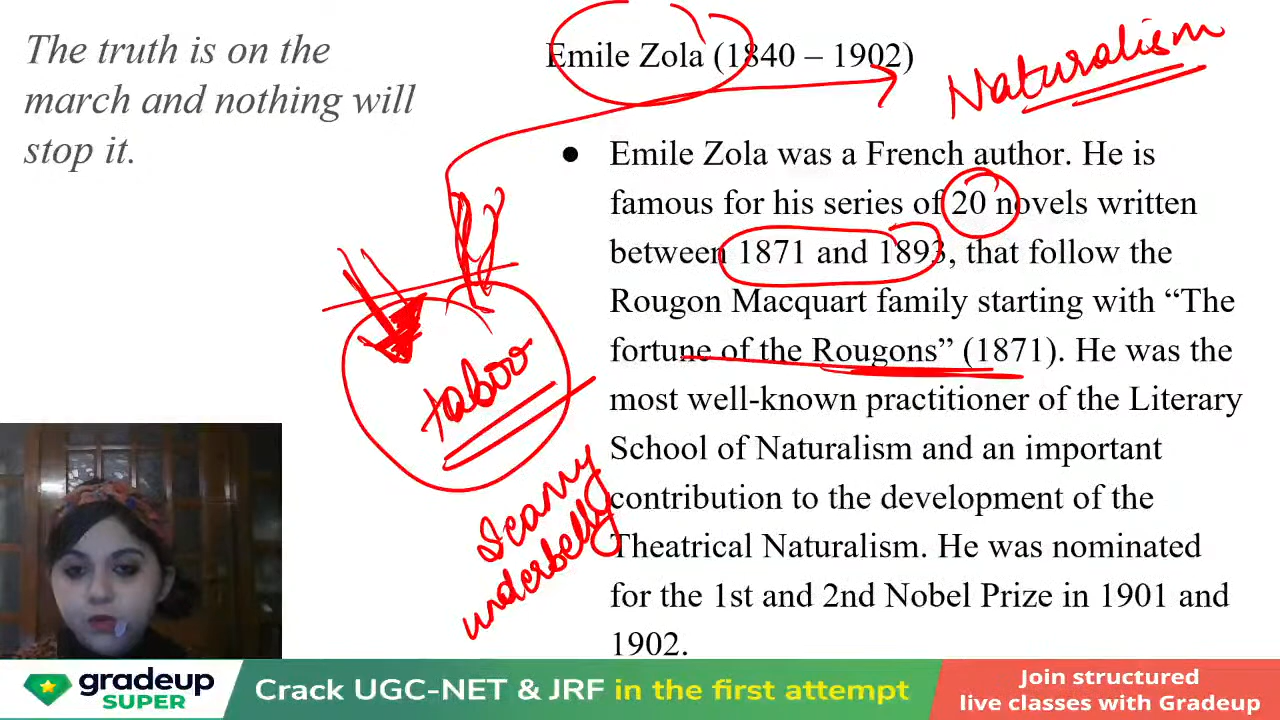 The truth is on the
march and nothing will
stop it.
Emile Zola (1840 – 1902)
Naturalism
● Emile Zola was a French author. He is
famous for his series of 20 novels written
between 1871 and 1893, that follow the
Rougon Macquart family starting with “The
fortune of the Rougons” (1871). He was the
most well-known practitioner of the Literary
School of Naturalism and an important
contribution to the development of the
Theatrical Naturalism. He was nominated
for the 1st and 2nd Nobel Prize in 1901 and
1902.
taboo
Seamy
underbelly
gradeup
SUPER
Crack UGC-NET & JRF in the first attempt
Join structured
live classes with Gradeup